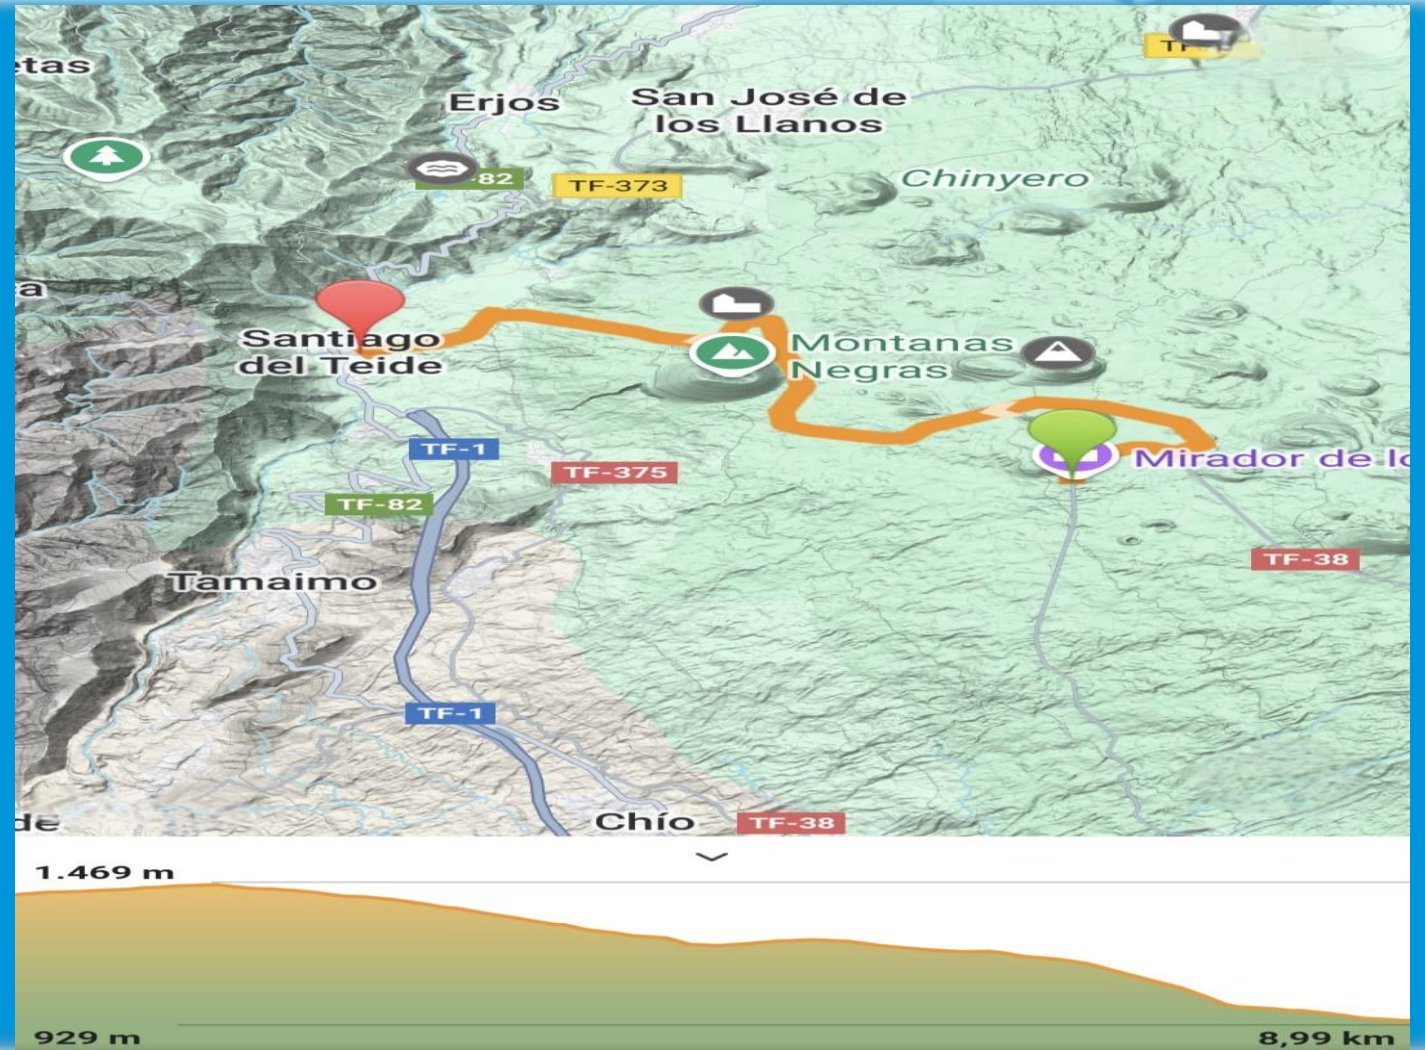 etas
Erjos
San José de
los Llanos
82
TF-373
Chinyero
a
Santiago
del Teide
Montanas
Negras
TF-1
TF-375
Mirador de lo
TF-82
TF-38
Tamaimo
TF-1
de
Chío
TF-38
1.469 m
929 m
8,99 km